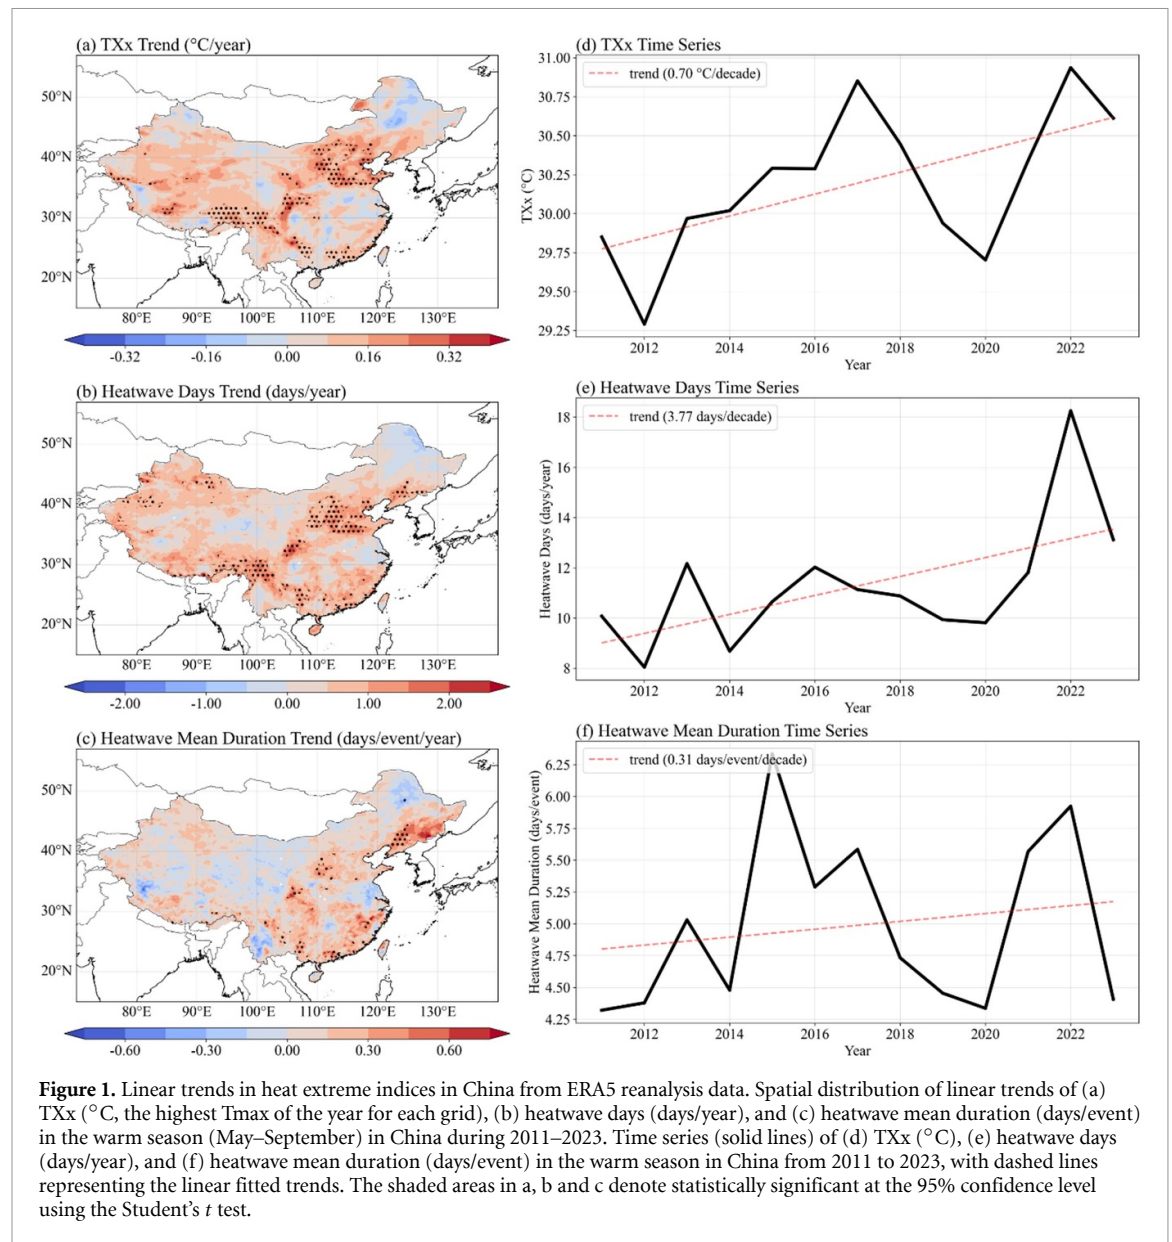 (a) TXx Trend (°C/year)
50°N
40°N
30°N
20°N
80°E 90°E 100°E 110°E 120°E 130°E
-0.32 -0.16 0.00 0.16 0.32
(d) TXx Time Series
trend (0.70 °C/decade)
TXx (°C)
31.00
30.75
30.50
30.25
30.00
29.75
29.50
29.25
2012 2014 2016 2018 2020 2022
Year
(b) Heatwave Days Trend (days/year)
50°N
40°N
30°N
20°N
80°E 90°E 100°E 110°E 120°E 130°E
-2.00 -1.00 0.00 1.00 2.00
(e) Heatwave Days Time Series
trend (3.77 days/decade)
Heatwave Days (days/year)
18
16
14
12
10
8
2012 2014 2016 2018 2020 2022
Year
(c) Heatwave Mean Duration Trend (days/event/year)
50°N
40°N
30°N
20°N
80°E 90°E 100°E 110°E 120°E 130°E
-0.60 -0.30 0.00 0.30 0.60
(f) Heatwave Mean Duration Time Series
trend (0.31 days/event/decade)
Heatwave Mean Duration (days/event)
6.25
6.00
5.75
5.50
5.25
5.00
4.75
4.50
4.25
2012 2014 2016 2018 2020 2022
Year
Figure 1. Linear trends in heat extreme indices in China from ERA5 reanalysis data. Spatial distribution of linear trends of (a)
TXx (°C, the highest Tmax of the year for each grid), (b) heatwave days (days/year), and (c) heatwave mean duration (days/event)
in the warm season (May–September) in China during 2011–2023. Time series (solid lines) of (d) TXx (°C), (e) heatwave days
(days/year), and (f) heatwave mean duration (days/event) in the warm season in China from 2011 to 2023, with dashed lines
representing the linear fitted trends. The shaded areas in a, b and c denote statistically significant at the 95% confidence level
using the Student's t test.